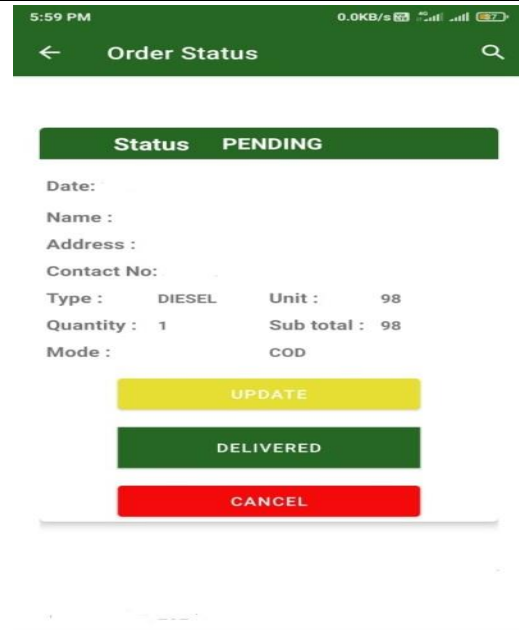 5:59 PM 0.0KB/s
Order Status
Status PENDING
Date:
Name :
Address :
Contact No:
Type : DIESEL Unit : 98
Quantity : 1 Sub total : 98
Mode : COD
UPDATE
DELIVERED
CANCEL